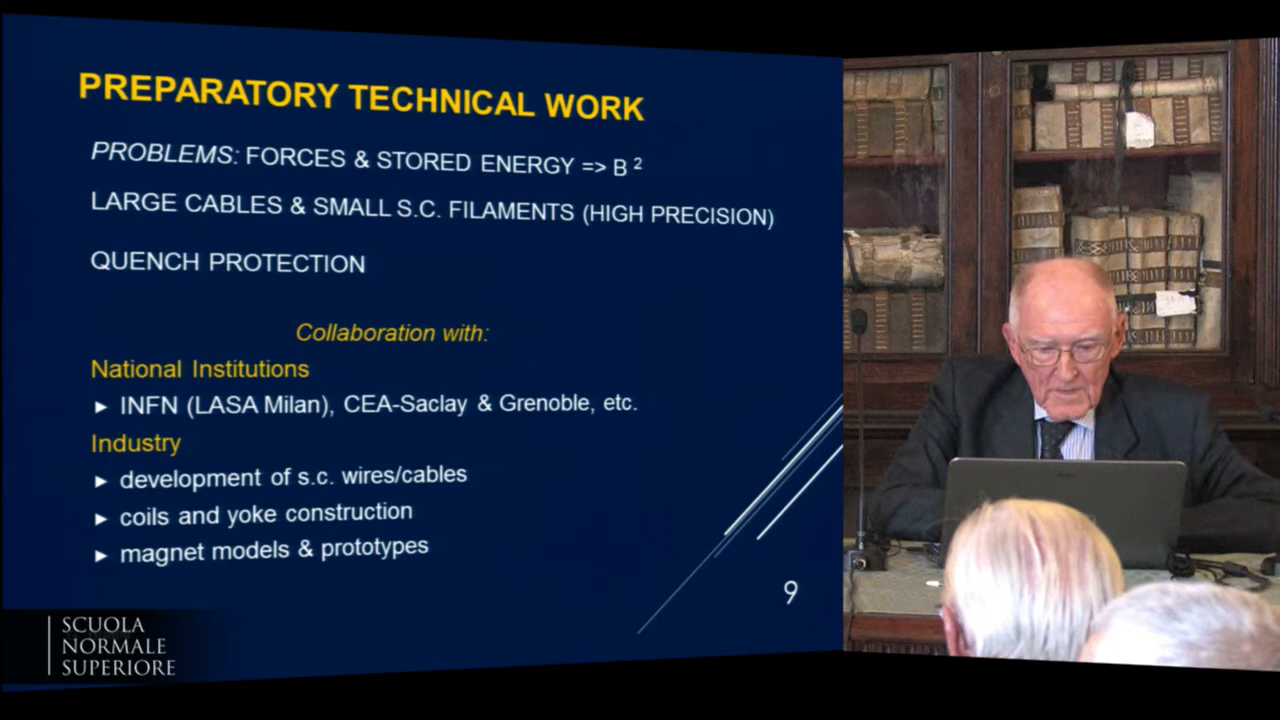 PREPARATORY TECHNICAL WORK
PROBLEMS: FORCES & STORED ENERGY => B ²
LARGE CABLES & SMALL S.C. FILAMENTS (HIGH PRECISION)
QUENCH PROTECTION
Collaboration with:
National Institutions
► INFN (LASA Milan), CEA-Saclay & Grenoble, etc.
Industry
► development of s.c. wires/cables
► coils and yoke construction
► magnet models & prototypes
9
SCUOLA
NORMALE
SUPERIORE